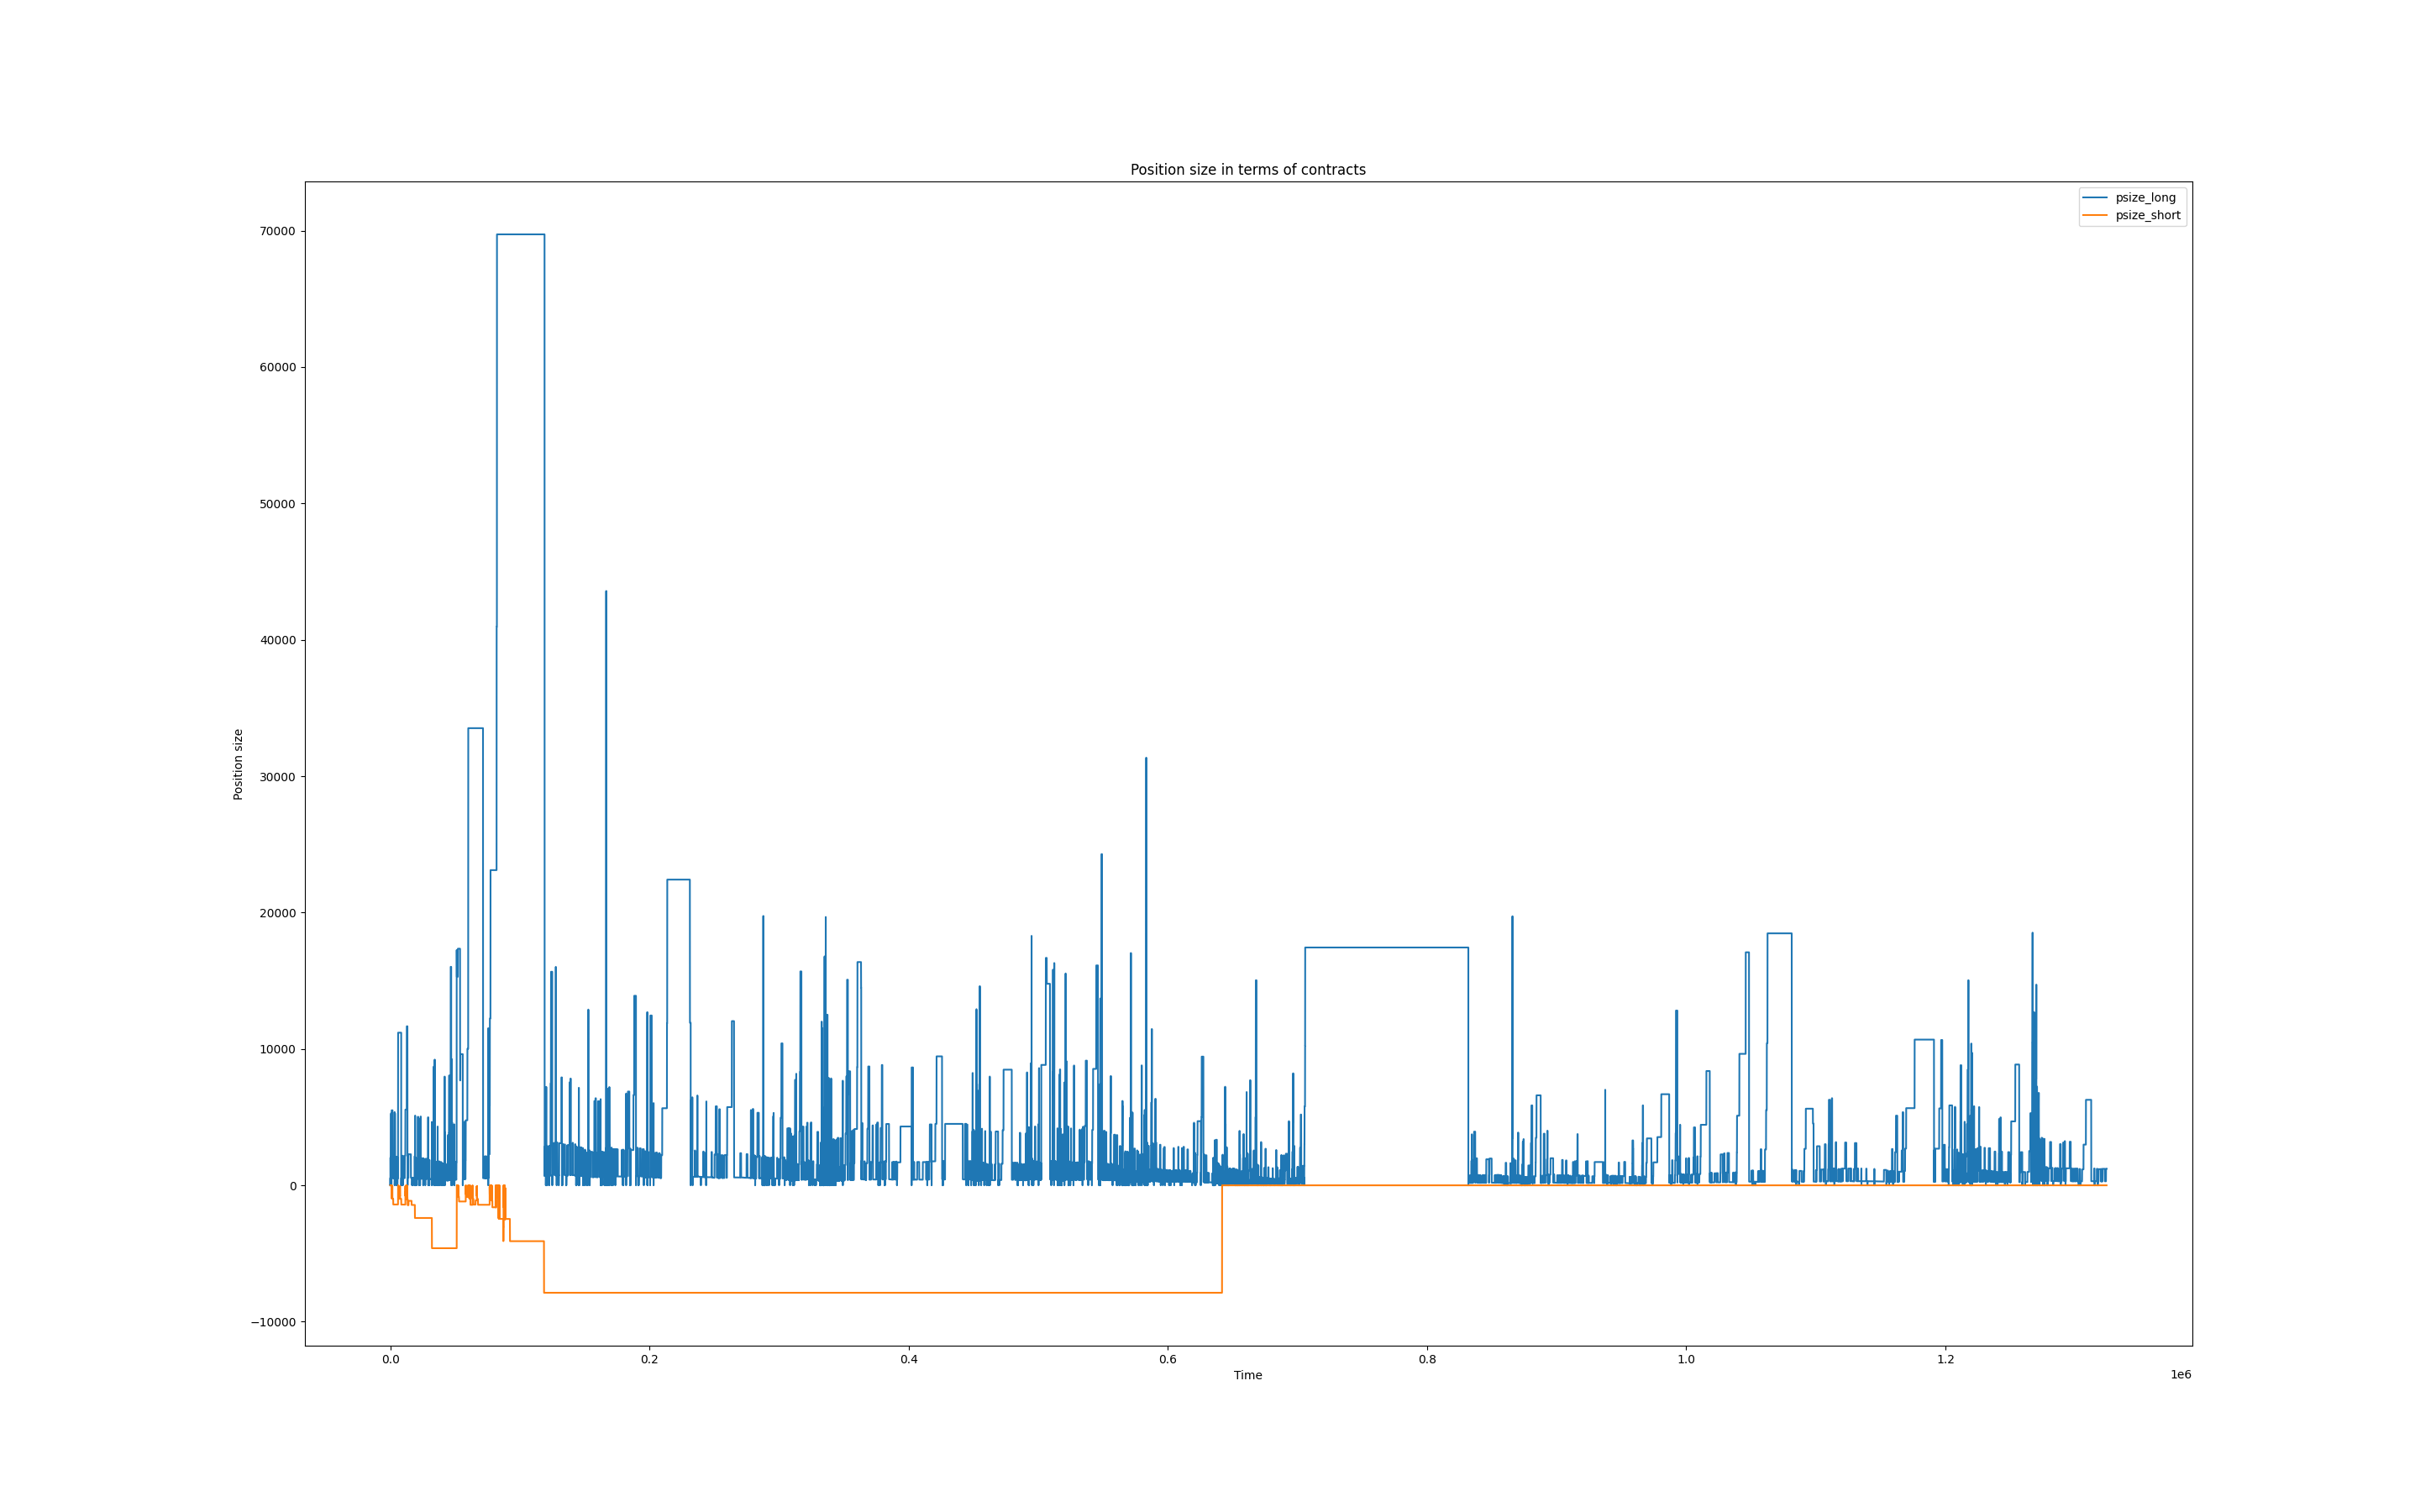 Position size in terms of contracts
psize_long
psize_short
70000
60000
50000
40000
30000
20000
10000
0
−10000
Position size
0.0
0.2
0.4
0.6
0.8
1.0
1.2
Time
1e6